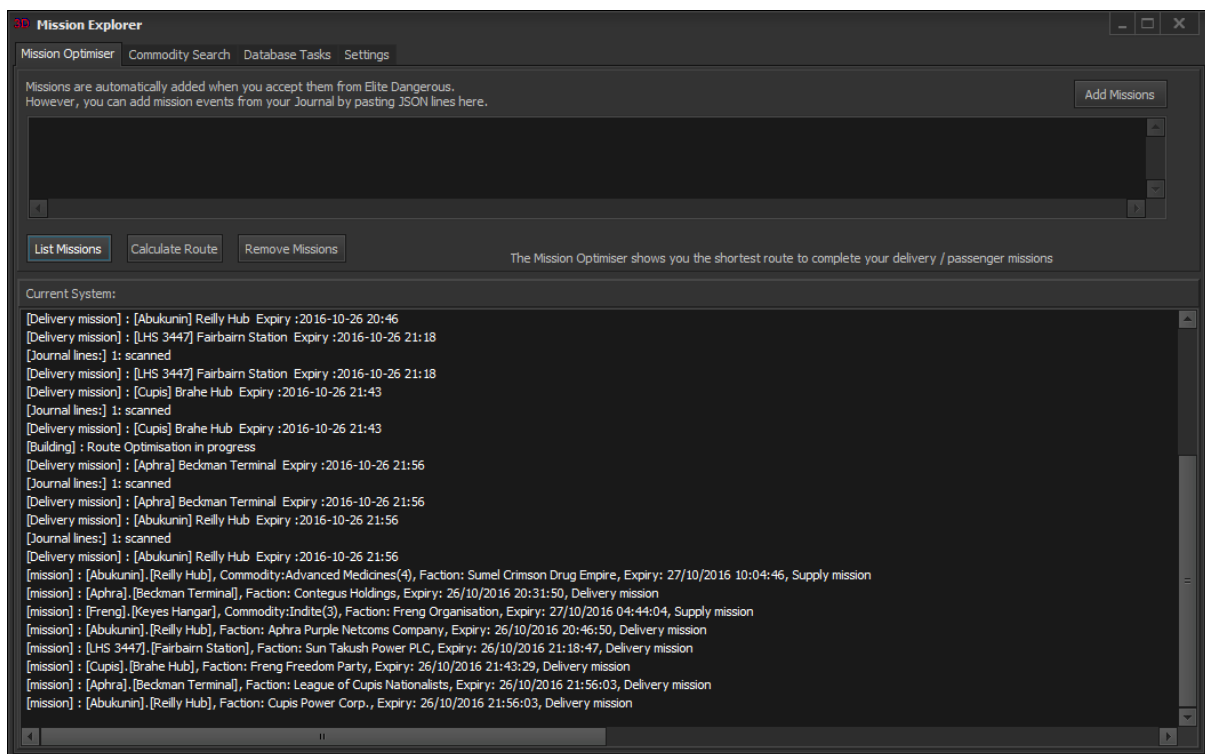 3D Mission Explorer
Mission Optimiser Commodity Search Database Tasks Settings
Missions are automatically added when you accept them from Elite Dangerous.
However, you can add mission events from your Journal by pasting JSON lines here.
Add Missions
List Missions Calculate Route Remove Missions
The Mission Optimiser shows you the shortest route to complete your delivery / passenger missions
Current System:
[Delivery mission] : [Abukunin] Reilly Hub Expiry :2016-10-26 20:46
[Delivery mission] : [LHS 3447] Fairbairn Station Expiry :2016-10-26 21:18
[Journal lines:] 1: scanned
[Delivery mission] : [LHS 3447] Fairbairn Station Expiry :2016-10-26 21:18
[Delivery mission] : [Cupis] Brahe Hub Expiry :2016-10-26 21:43
[Journal lines:] 1: scanned
[Delivery mission] : [Cupis] Brahe Hub Expiry :2016-10-26 21:43
[Building] : Route Optimisation in progress
[Delivery mission] : [Aphra] Beckman Terminal Expiry :2016-10-26 21:56
[Journal lines:] 1: scanned
[Delivery mission] : [Aphra] Beckman Terminal Expiry :2016-10-26 21:56
[Delivery mission] : [Abukunin] Reilly Hub Expiry :2016-10-26 21:56
[Journal lines:] 1: scanned
[Delivery mission] : [Abukunin] Reilly Hub Expiry :2016-10-26 21:56
[mission] : [Abukunin].[Reilly Hub], Commodity:Advanced Medicines(4), Faction: Sumel Crimson Drug Empire, Expiry: 27/10/2016 10:04:46, Supply mission
[mission] : [Aphra].[Beckman Terminal], Faction: Contegus Holdings, Expiry: 26/10/2016 20:31:50, Delivery mission
[mission] : [Freng].[Keyes Hangar], Commodity:Indite(3), Faction: Freng Organisation, Expiry: 27/10/2016 04:44:04, Supply mission
[mission] : [Abukunin].[Reilly Hub], Faction: Aphra Purple Netcoms Company, Expiry: 26/10/2016 20:46:50, Delivery mission
[mission] : [LHS 3447].[Fairbairn Station], Faction: Sun Takush Power PLC, Expiry: 26/10/2016 21:18:47, Delivery mission
[mission] : [Cupis].[Brahe Hub], Faction: Freng Freedom Party, Expiry: 26/10/2016 21:43:29, Delivery mission
[mission] : [Aphra].[Beckman Terminal], Faction: League of Cupis Nationalists, Expiry: 26/10/2016 21:56:03, Delivery mission
[mission] : [Abukunin].[Reilly Hub], Faction: Cupis Power Corp., Expiry: 26/10/2016 21:56:03, Delivery mission